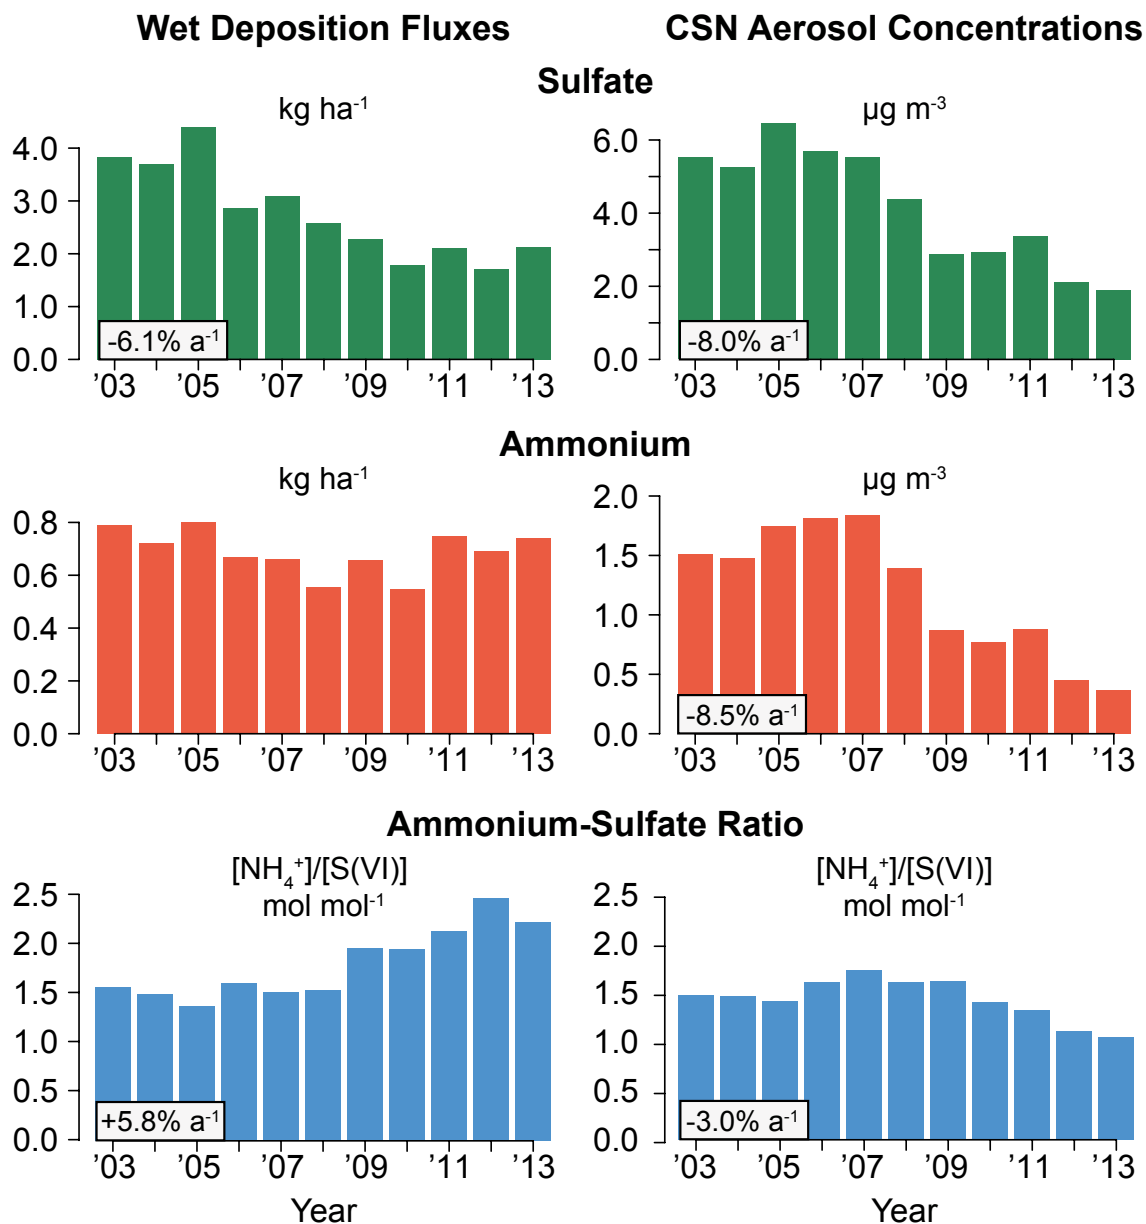 Wet Deposition Fluxes
CSN Aerosol Concentrations
Sulfate
kg ha⁻¹
4.0
3.0
2.0
1.0
0.0
-6.1% a⁻¹
’03 ’05 ’07 ’09 ’11 ’13
µg m⁻³
6.0
4.0
2.0
0.0
-8.0% a⁻¹
’03 ’05 ’07 ’09 ’11 ’13
Ammonium
kg ha⁻¹
0.8
0.6
0.4
0.2
0.0
’03 ’05 ’07 ’09 ’11 ’13
µg m⁻³
2.0
1.5
1.0
0.5
0.0
-8.5% a⁻¹
’03 ’05 ’07 ’09 ’11 ’13
Ammonium-Sulfate Ratio
[NH₄⁺]/[S(VI)]
mol mol⁻¹
2.5
2.0
1.5
1.0
0.5
0.0
+5.8% a⁻¹
’03 ’05 ’07 ’09 ’11 ’13
Year
[NH₄⁺]/[S(VI)]
mol mol⁻¹
2.5
2.0
1.5
1.0
0.5
0.0
-3.0% a⁻¹
’03 ’05 ’07 ’09 ’11 ’13
Year